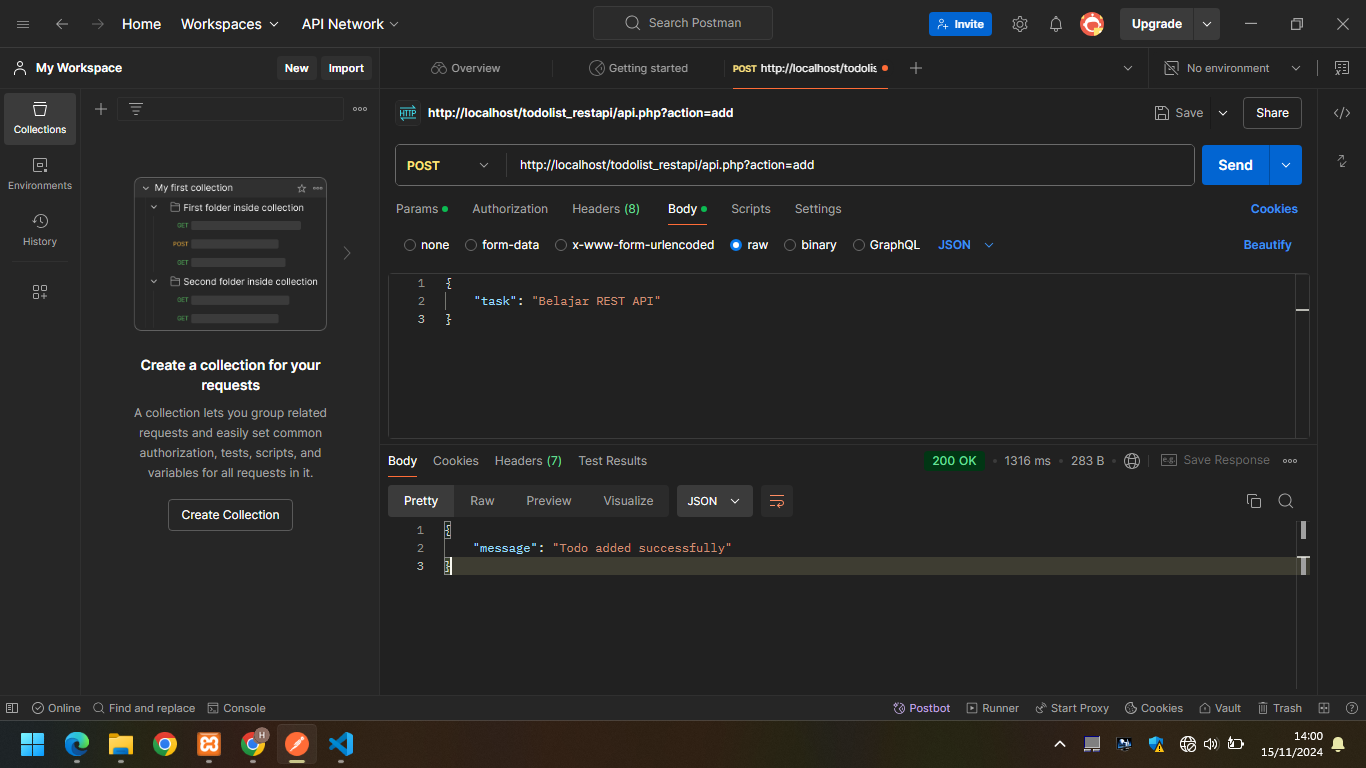 Home Workspaces API Network Search Postman Invite Upgrade
My Workspace New Import Overview Getting started POST http://localhost/todolis No environment
Collections
Environments
History
My first collection
First folder inside collection
GET
POST
GET
Second folder inside collection
GET
GET
Create a collection for your
requests
A collection lets you group related
requests and easily set common
authorization, tests, scripts, and
variables for all requests in it.
Create Collection
HTTP http://localhost/todolist_restapi/api.php?action=add Save Share
POST http://localhost/todolist_restapi/api.php?action=add Send
Params Authorization Headers (8) Body Scripts Settings Cookies
none form-data x-www-form-urlencoded raw binary GraphQL JSON Beautify
1 {
2 "task": "Belajar REST API"
3 }
Body Cookies Headers (7) Test Results 200 OK 1316 ms 283 B Save Response
Pretty Raw Preview Visualize JSON
1 {
2 "message": "Todo added successfully"
3 }
Online Find and replace Console Postbot Runner Start Proxy Cookies Vault Trash
H
14:00
15/11/2024